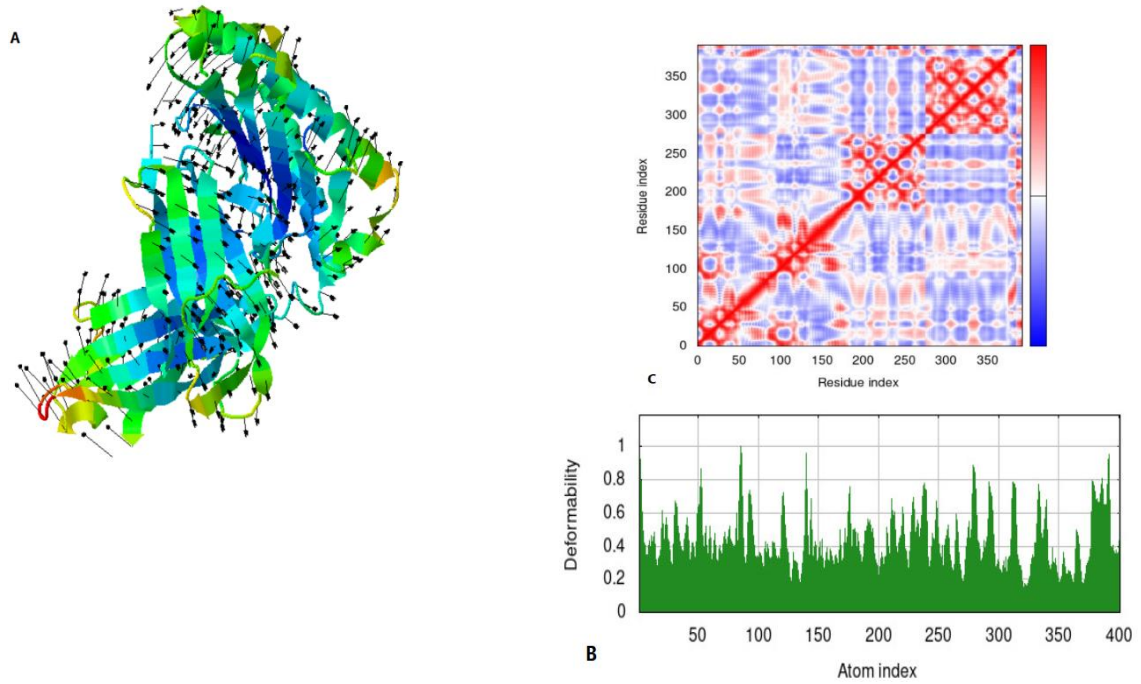 A
350
300
250
200
150
100
50
0
Residue index
0 50 100 150 200 250 300 350
Residue index
C
1
0.8
0.6
0.4
0.2
0
Deformability
50 100 150 200 250 300 350 400
Atom index
B